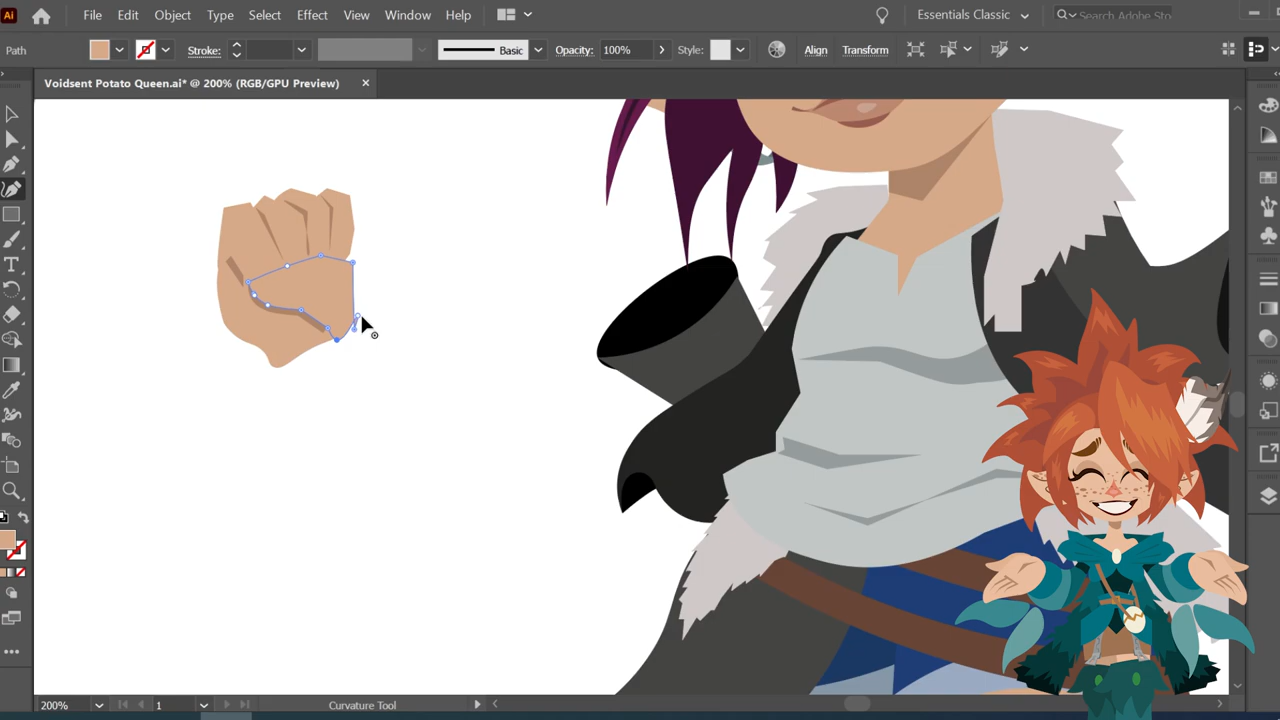 Ai File Edit Object Type Select Effect View Window Help Essentials Classic Search Adobe Sto
Path Stroke: Basic Opacity: 100% Style: Align Transform
Voidsent Potato Queen.ai* @ 200% (RGB/GPU Preview) ×
200% 1 Curvature Tool